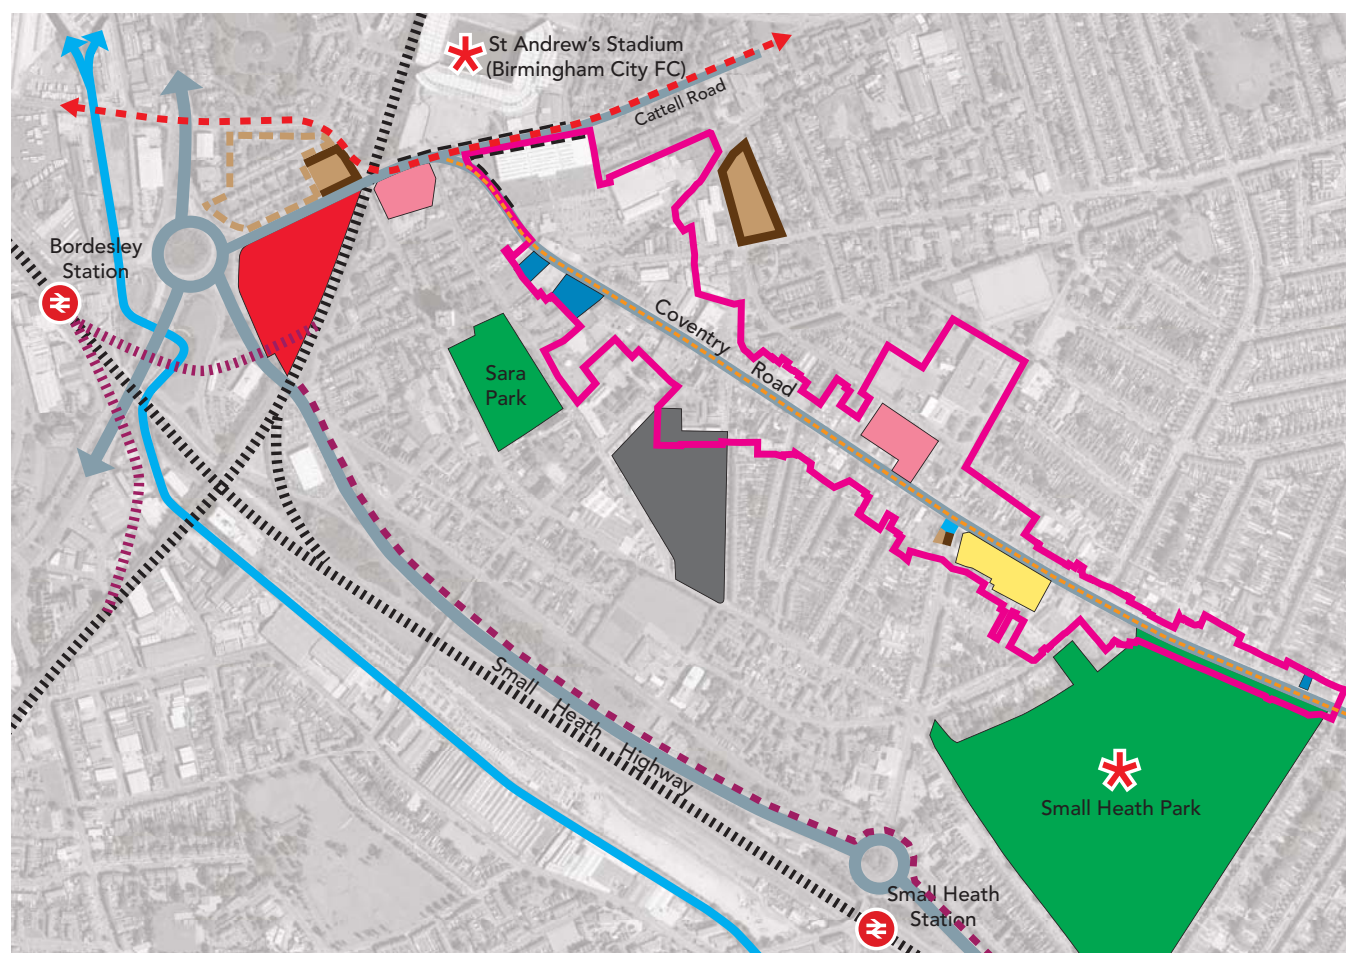 St Andrew’s Stadium
(Birmingham City FC)
Cattell Road
Bordesley
Station
Coventry Road
Sara
Park
Small Heath Highway
Small Heath Park
Small Heath
Station